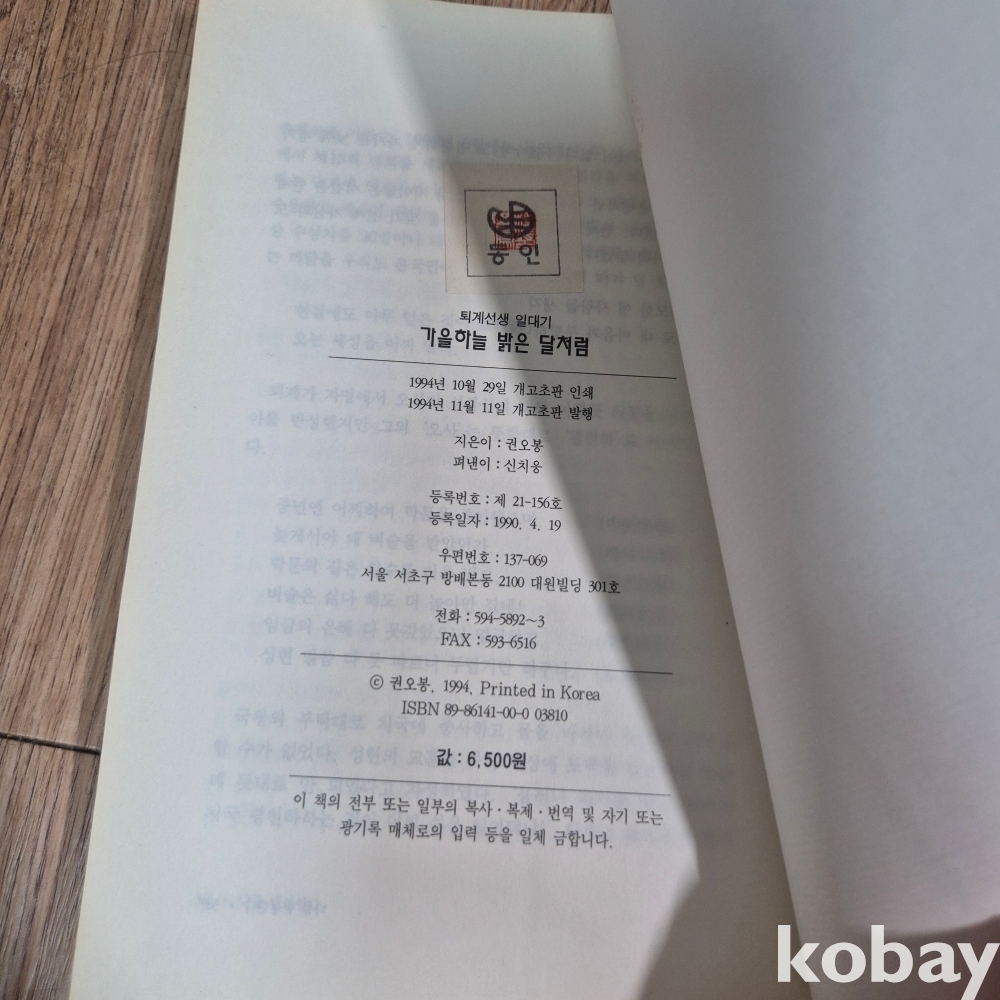 동인
퇴계선생 일대기
가을하늘 밝은 달처럼
1994년 10월 29일 개고초판 인쇄
1994년 11월 11일 개고초판 발행
지은이 : 권오봉
펴낸이 : 신치웅
등록번호 : 제 21-156호
등록일자 : 1990. 4. 19
우편번호 : 137-069
서울 서초구 방배본동 2100 대원빌딩 301호
전화 : 594-5892~3
FAX : 593-6516
ⓒ 권오봉, 1994, Printed in Korea
ISBN 89-86141-00-0 03810
값 : 6,500원
이 책의 전부 또는 일부의 복사·복제·번역 및 자기 또는
광기록 매체로의 입력 등을 일체 금합니다.
kobay